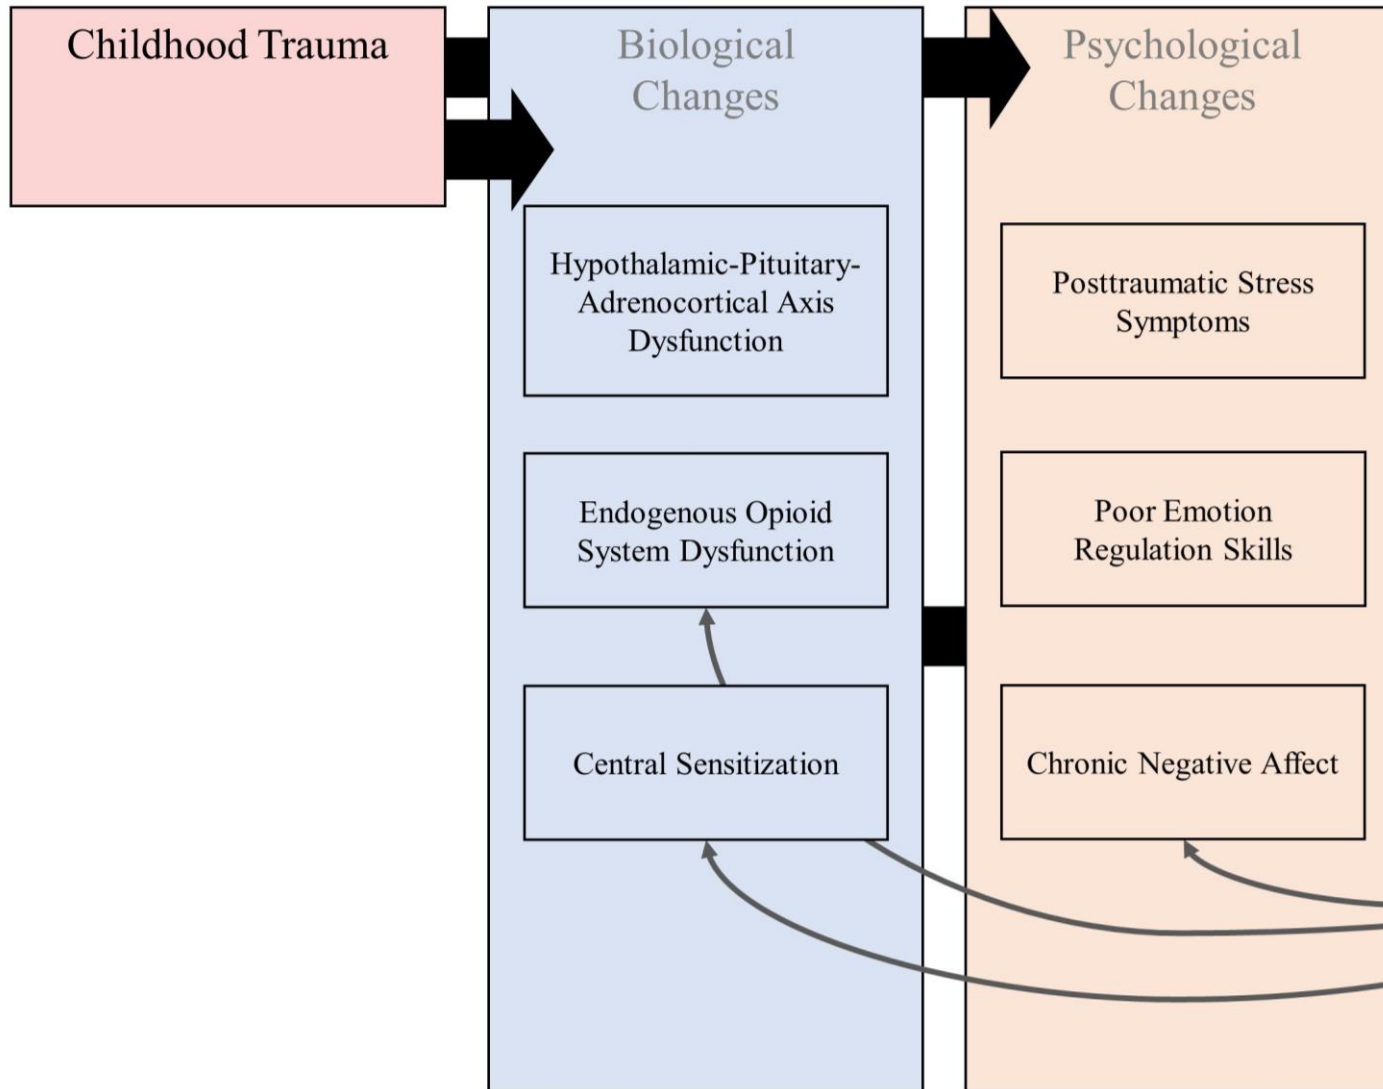 Childhood Trauma
Biological
Changes
Hypothalamic-Pituitary-
Adrenocortical Axis
Dysfunction
Endogenous Opioid
System Dysfunction
Central Sensitization
Psychological
Changes
Posttraumatic Stress
Symptoms
Poor Emotion
Regulation Skills
Chronic Negative Affect